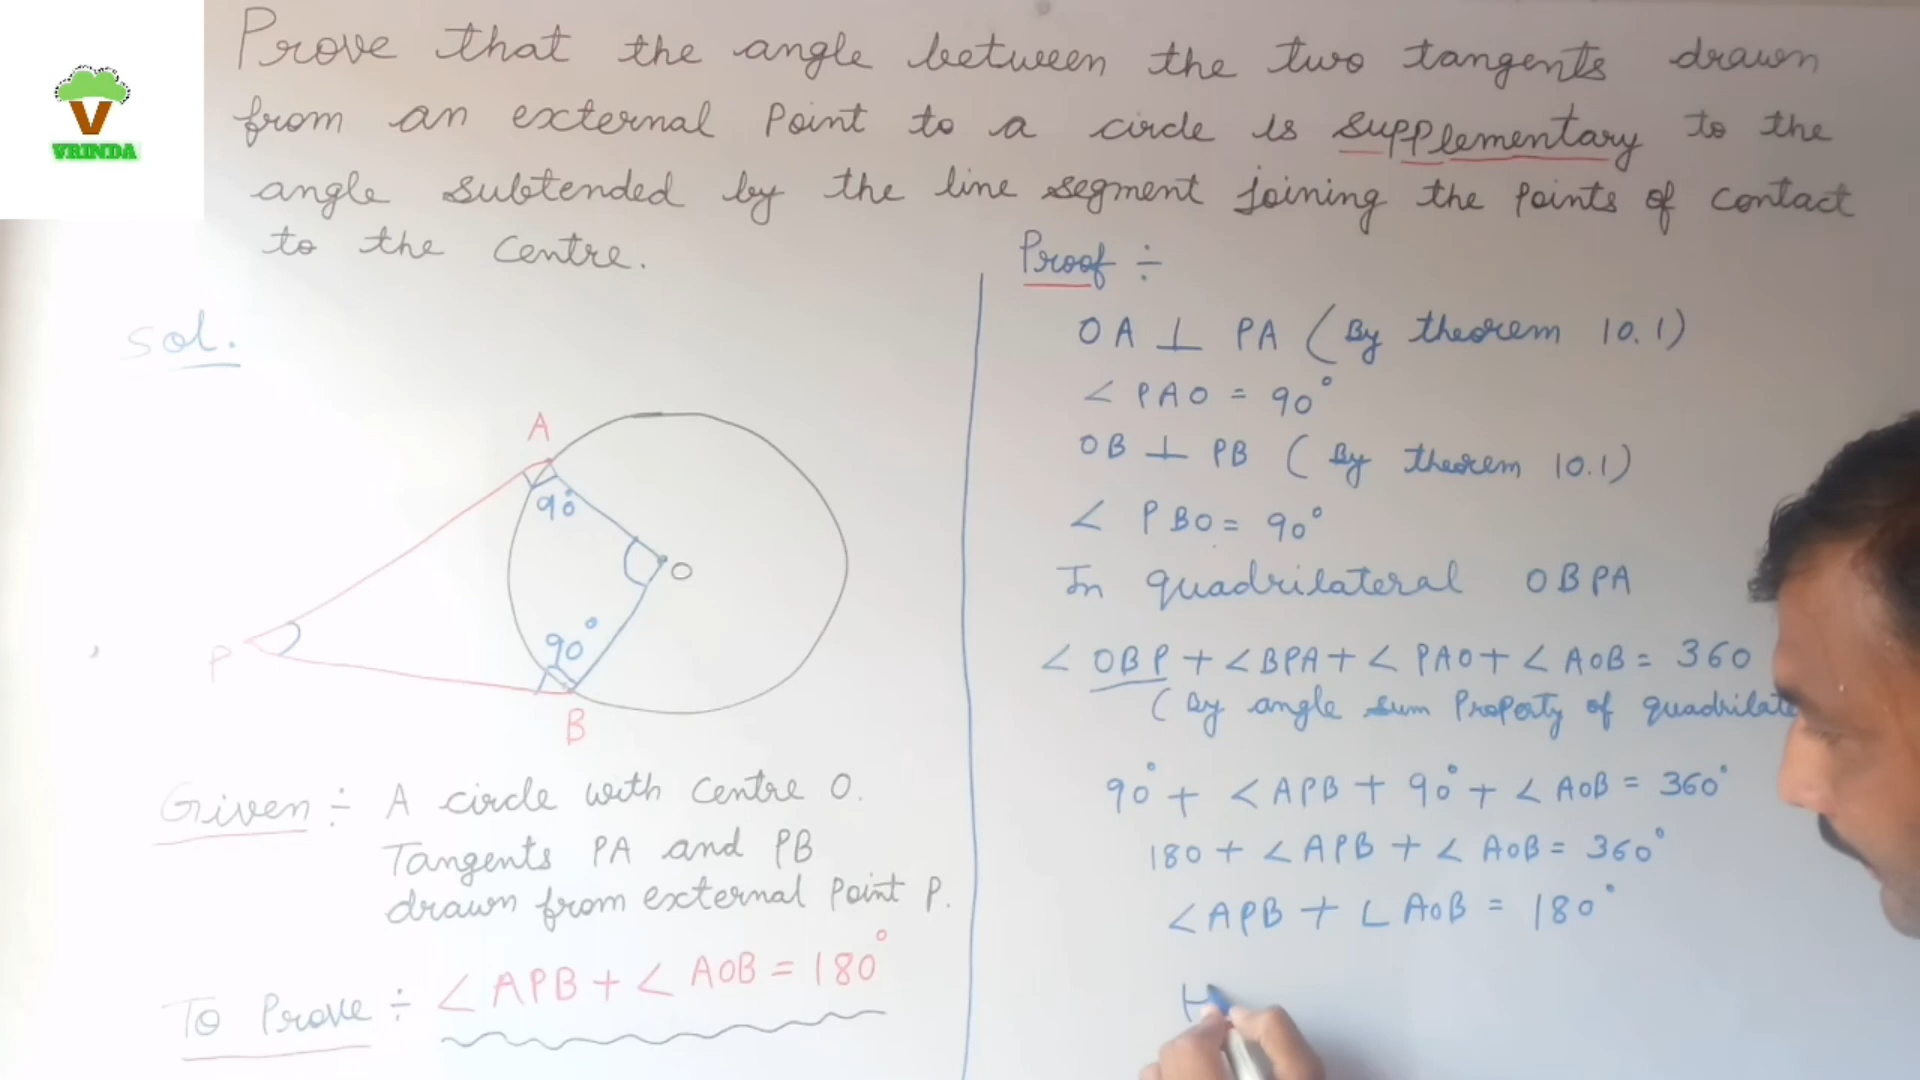 VRINDA
Prove that the angle between the two tangents drawn
from an external Point to a circle is supplementary to the
angle subtended by the line segment joining the points of contact
to the centre.
Sol.
A
90°
O
90°
P
B
Given ÷ A circle with centre O.
Tangents PA and PB
drawn from external point P.
To Prove ÷ ∠APB + ∠AOB = 180°
Proof ÷
OA ⊥ PA (By theorem 10.1)
∠PAO = 90°
OB ⊥ PB (By theorem 10.1)
∠PBO = 90°
In quadrilateral OBPA
∠OBP + ∠BPA + ∠PAO + ∠AOB = 360
(By angle sum Property of
90° + ∠APB + 90° + ∠AOB = 360°
180 + ∠APB + ∠AOB = 360°
∠APB + ∠AOB = 180°
H